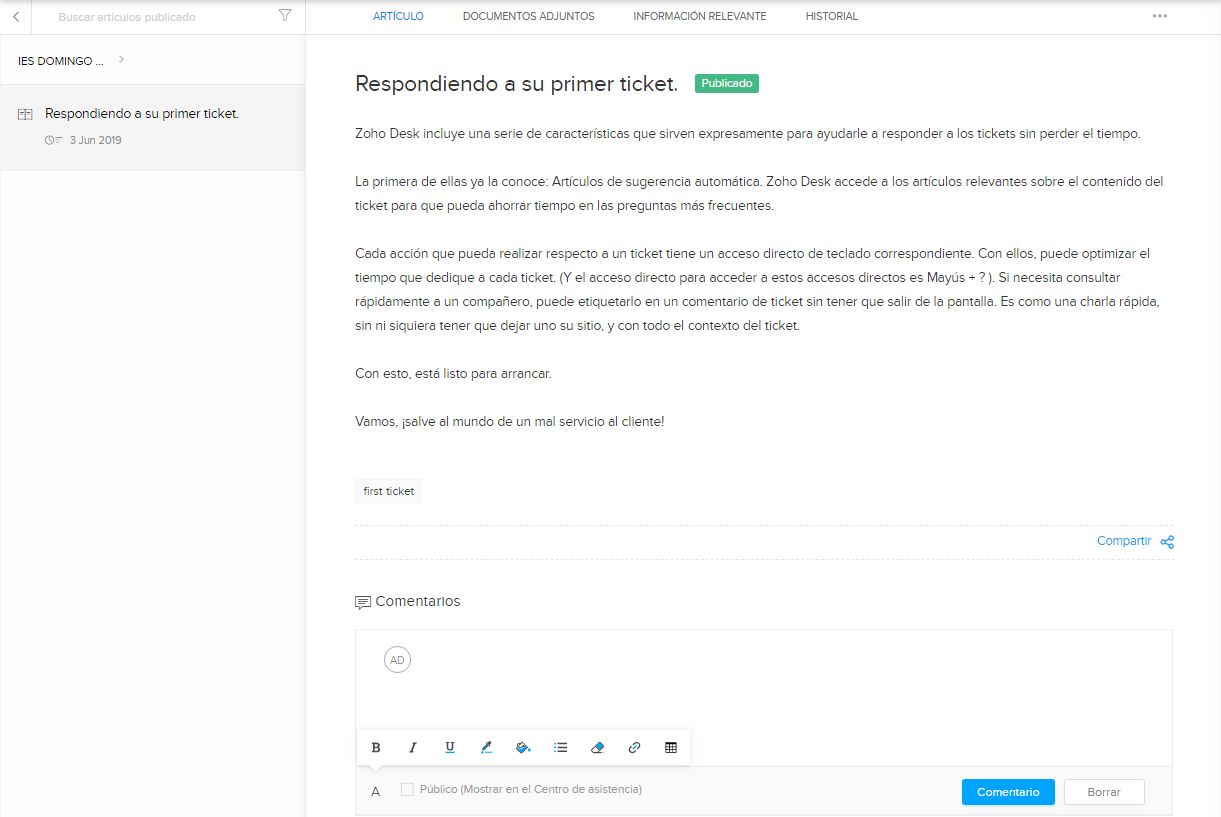 Buscar artículos publicado
ARTÍCULO
DOCUMENTOS ADJUNTOS
INFORMACIÓN RELEVANTE
HISTORIAL
IES DOMINGO ...
Respondiendo a su primer ticket.
3 Jun 2019
Respondiendo a su primer ticket. Publicado
Zoho Desk incluye una serie de características que sirven expresamente para ayudarle a responder a los tickets sin perder el tiempo.
La primera de ellas ya la conoce: Artículos de sugerencia automática. Zoho Desk accede a los artículos relevantes sobre el contenido del
ticket para que pueda ahorrar tiempo en las preguntas más frecuentes.
Cada acción que pueda realizar respecto a un ticket tiene un acceso directo de teclado correspondiente. Con ellos, puede optimizar el
tiempo que dedique a cada ticket. (Y el acceso directo para acceder a estos accesos directos es Mayús + ? ). Si necesita consultar
rápidamente a un compañero, puede etiquetarlo en un comentario de ticket sin tener que salir de la pantalla. Es como una charla rápida,
sin ni siquiera tener que dejar uno su sitio, y con todo el contexto del ticket.
Con esto, está listo para arrancar.
Vamos, ¡salve al mundo de un mal servicio al cliente!
first ticket
Compartir
Comentarios
AD
B I U
A
Público (Mostrar en el Centro de asistencia)
Comentario
Borrar